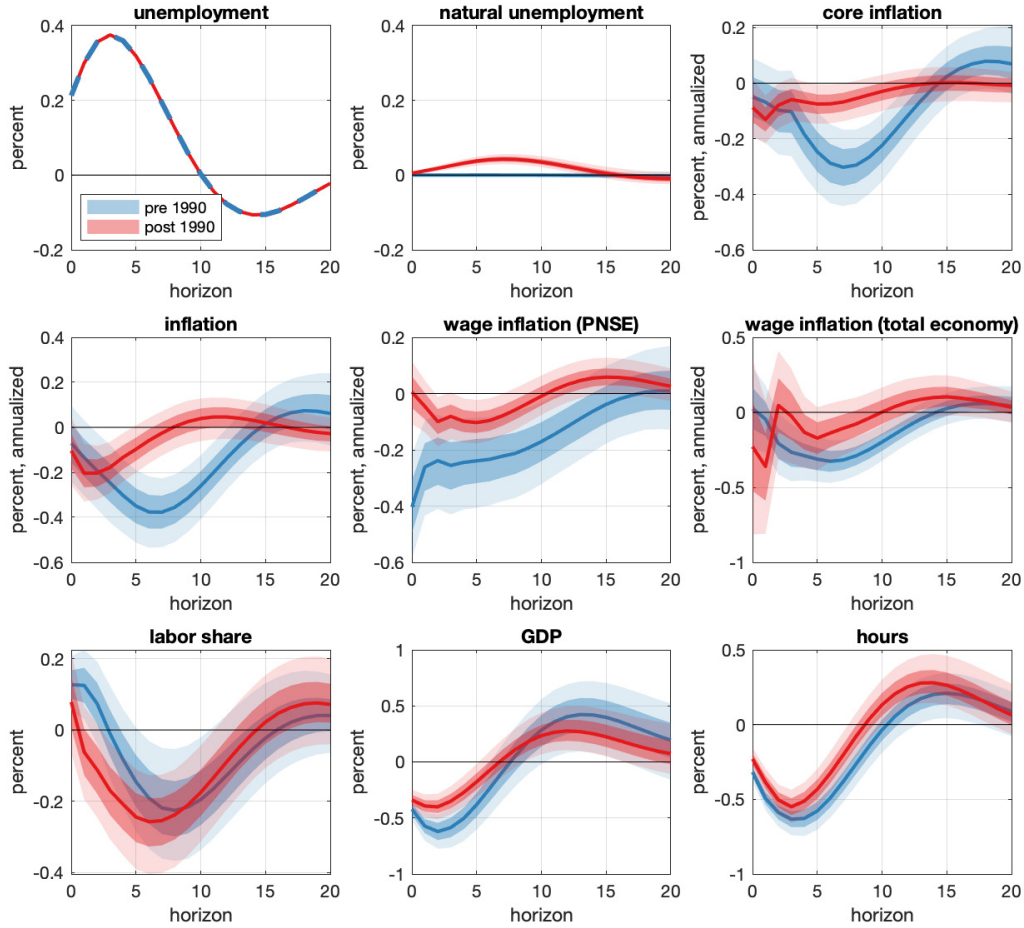 unemployment
percent
0.4
0.2
0
-0.2
pre 1990
post 1990
0 5 10 15 20
horizon
natural unemployment
percent
0.4
0.2
0
-0.2
0 5 10 15 20
horizon
core inflation
percent, annualized
0.2
0
-0.2
-0.4
-0.6
0 5 10 15 20
horizon
inflation
percent, annualized
0.4
0.2
0
-0.2
-0.4
-0.6
0 5 10 15 20
horizon
wage inflation (PNSE)
percent, annualized
0.2
0
-0.2
-0.4
-0.6
0 5 10 15 20
horizon
wage inflation (total economy)
percent, annualized
0.5
0
-0.5
-1
0 5 10 15 20
horizon
labor share
percent
0.2
0
-0.2
-0.4
0 5 10 15 20
horizon
GDP
percent
1
0.5
0
-0.5
-1
0 5 10 15 20
horizon
hours
percent
0.5
0
-0.5
-1
0 5 10 15 20
horizon